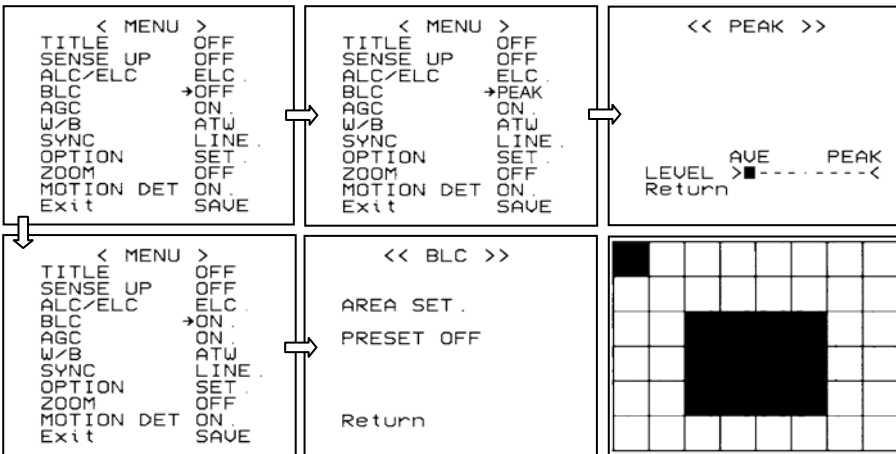 < MENU >
TITLE OFF
SENSE UP OFF
ALC/ELC ELC.
BLC →OFF
AGC ON.
W/B ATW
SYNC LINE.
OPTION SET.
ZOOM OFF
MOTION DET ON.
Exit SAVE
< MENU >
TITLE OFF
SENSE UP OFF
ALC/ELC ELC.
BLC →PEAK
AGC ON.
W/B ATW
SYNC LINE.
OPTION SET.
ZOOM OFF
MOTION DET ON.
Exit SAVE
<< PEAK >>
AVE PEAK
LEVEL >■---·----<
Return
< MENU >
TITLE OFF
SENSE UP OFF
ALC/ELC ELC.
BLC →ON.
AGC ON.
W/B ATW
SYNC LINE.
OPTION SET.
ZOOM OFF
MOTION DET ON.
Exit SAVE
<< BLC >>
AREA SET.
PRESET OFF
Return